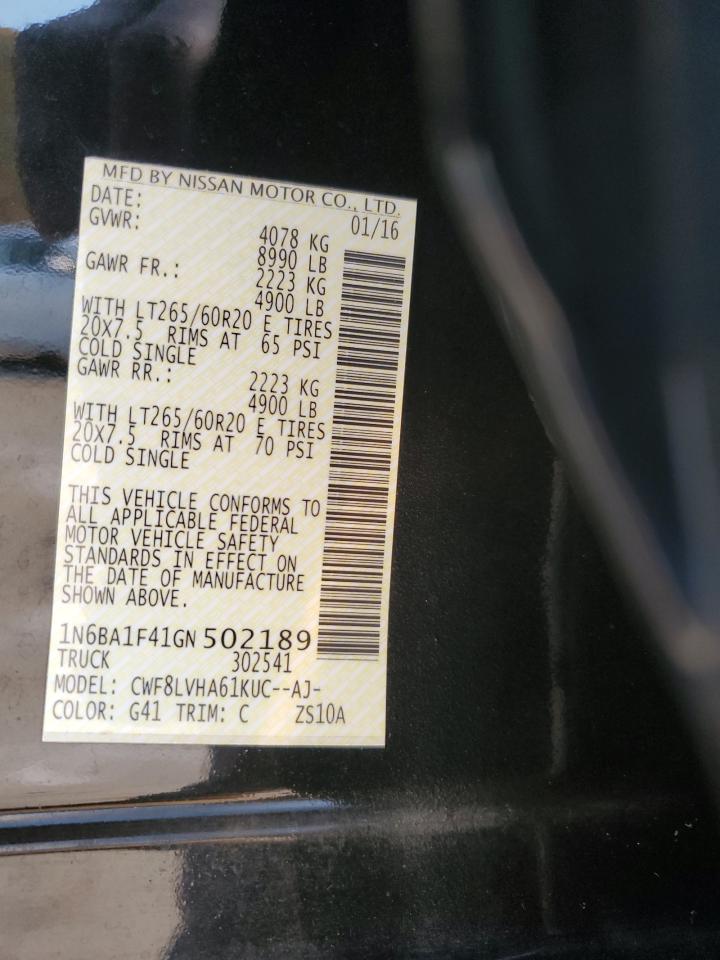 MFD BY NISSAN MOTOR CO., LTD.
DATE: 01/16
GVWR: 4078 KG
8990 LB
GAWR FR.: 2223 KG
4900 LB
WITH LT265/60R20 E TIRES
20X7.5 RIMS AT 65 PSI
COLD SINGLE
GAWR RR.: 2223 KG
4900 LB
WITH LT265/60R20 E TIRES
20X7.5 RIMS AT 70 PSI
COLD SINGLE
THIS VEHICLE CONFORMS TO
ALL APPLICABLE FEDERAL
MOTOR VEHICLE SAFETY
STANDARDS IN EFFECT ON
THE DATE OF MANUFACTURE
SHOWN ABOVE.
1N6BA1F41GN502189
TRUCK 302541
MODEL: CWF8LVHA61KUC--AJ-
COLOR: G41 TRIM: C ZS10A